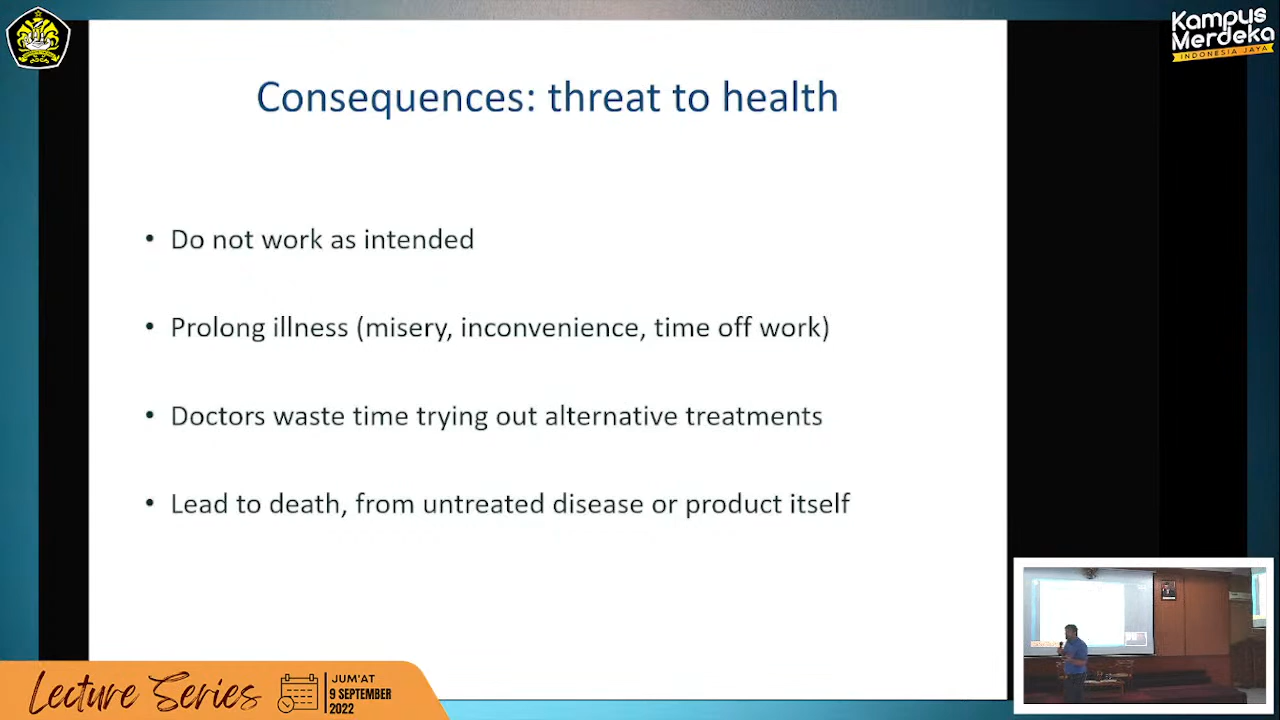 Kampus
Merdeka
INDONESIA JAYA
Consequences: threat to health
• Do not work as intended
• Prolong illness (misery, inconvenience, time off work)
• Doctors waste time trying out alternative treatments
• Lead to death, from untreated disease or product itself
Lecture Series
JUM'AT
9 SEPTEMBER
2022